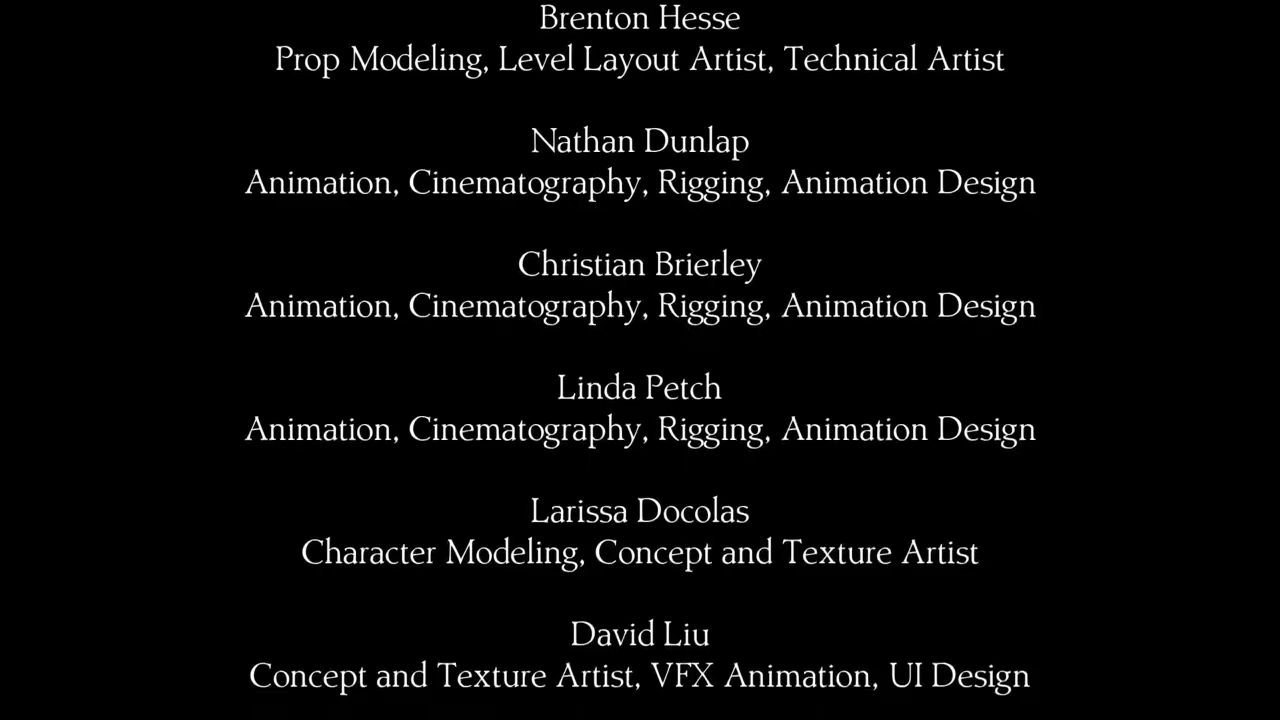 Brenton Hesse
Prop Modeling, Level Layout Artist, Technical Artist
Nathan Dunlap
Animation, Cinematography, Rigging, Animation Design
Christian Brierley
Animation, Cinematography, Rigging, Animation Design
Linda Petch
Animation, Cinematography, Rigging, Animation Design
Larissa Docolas
Character Modeling, Concept and Texture Artist
David Liu
Concept and Texture Artist, VFX Animation, UI Design